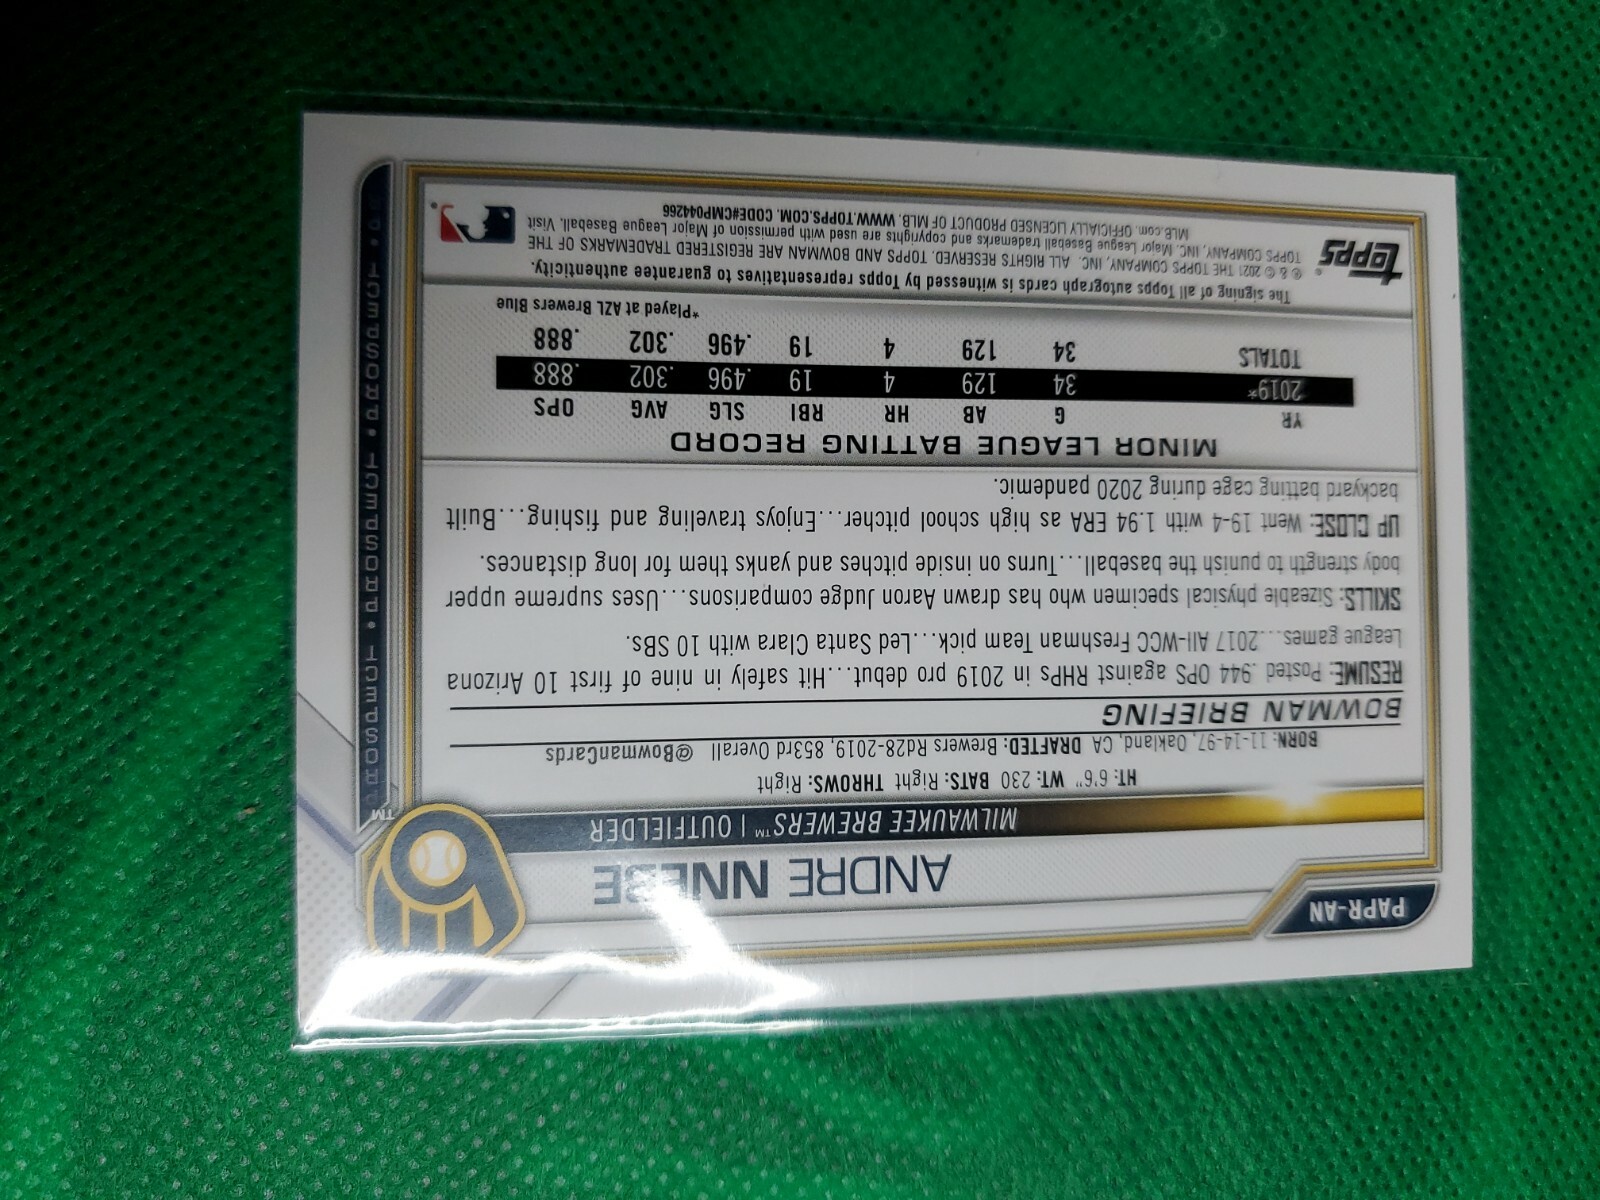 PAPR-AN
ANDRE NNEBE
MILWAUKEE BREWERS™ | OUTFIELDER
HT: 6'6" WT: 230 BATS: Right THROWS: Right
BORN: 11-14-97, Oakland, CA DRAFTED: Brewers Rd28-2019, 853rd Overall @BowmanCards
BOWMAN BRIEFING
RESUME: Posted .944 OPS against RHPs in 2019 pro debut...Hit safely in nine of first 10 Arizona
League games...2017 All-WCC Freshman Team pick...Led Santa Clara with 10 SBs.
SKILLS: Sizeable physical specimen who has drawn Aaron Judge comparisons...Uses supreme upper
body strength to punish the baseball...Turns on inside pitches and yanks them for long distances.
UP CLOSE: Went 19-4 with 1.94 ERA as high school pitcher...Enjoys traveling and fishing...Built
backyard batting cage during 2020 pandemic.
MINOR LEAGUE BATTING RECORD
YR G AB HR RBI SLG AVG OPS
2019* 34 129 4 19 .496 .302 .888
TOTALS 34 129 4 19 .496 .302 .888
*Played at AZL Brewers Blue
The signing of all Topps autograph cards is witnessed by Topps representatives to guarantee authenticity.
® & © 2021 THE TOPPS COMPANY, INC. ALL RIGHTS RESERVED. TOPPS AND BOWMAN ARE REGISTERED TRADEMARKS OF THE
TOPPS COMPANY, INC. Major League Baseball trademarks and copyrights are used with permission of Major League Baseball. Visit
MLB.com. OFFICIALLY LICENSED PRODUCT OF MLB. WWW.TOPPS.COM. CODE#CMP044266
topps
TM
PROSPECT • PROSPECT • PROSPECT